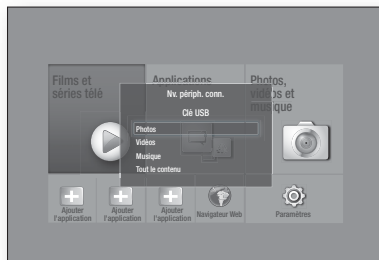 Films et
séries télé
Applications
Photos,
vidéos et
musique
Nv. périph. conn.
Clé USB
Photos
Vidéos
Musique
Tout le contenu
Ajouter
l'application
Ajouter
l'application
Ajouter
l'application
Navigateur Web
Paramètres